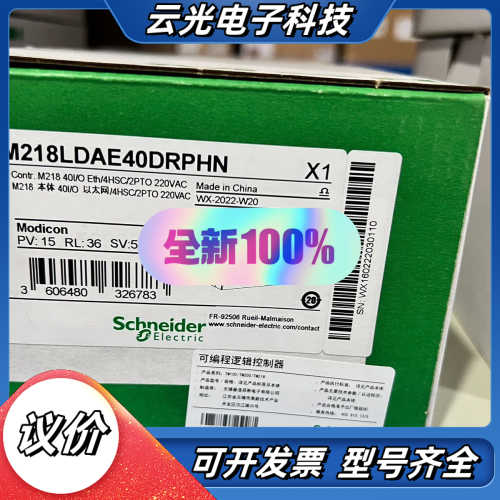 云光电子科技
M218LDAE40DRPHN
X1
Contr. M218 40I/O Eth/4HSC/2PTO 220VAC
M218 本体 40I/O 以太网/4HSC/2PTO 220VAC
Made in China
WX-2022-W20
Modicon
PV: 15 RL: 36 SV:5
SN: WX160222030110
全新100%
3 606480 326783
20
FR-92506 Rueil-Malmaison
www.schneider-electric.com/contact
Schneider
Electric
可编程逻辑控制器
议价
可开发票 型号齐全